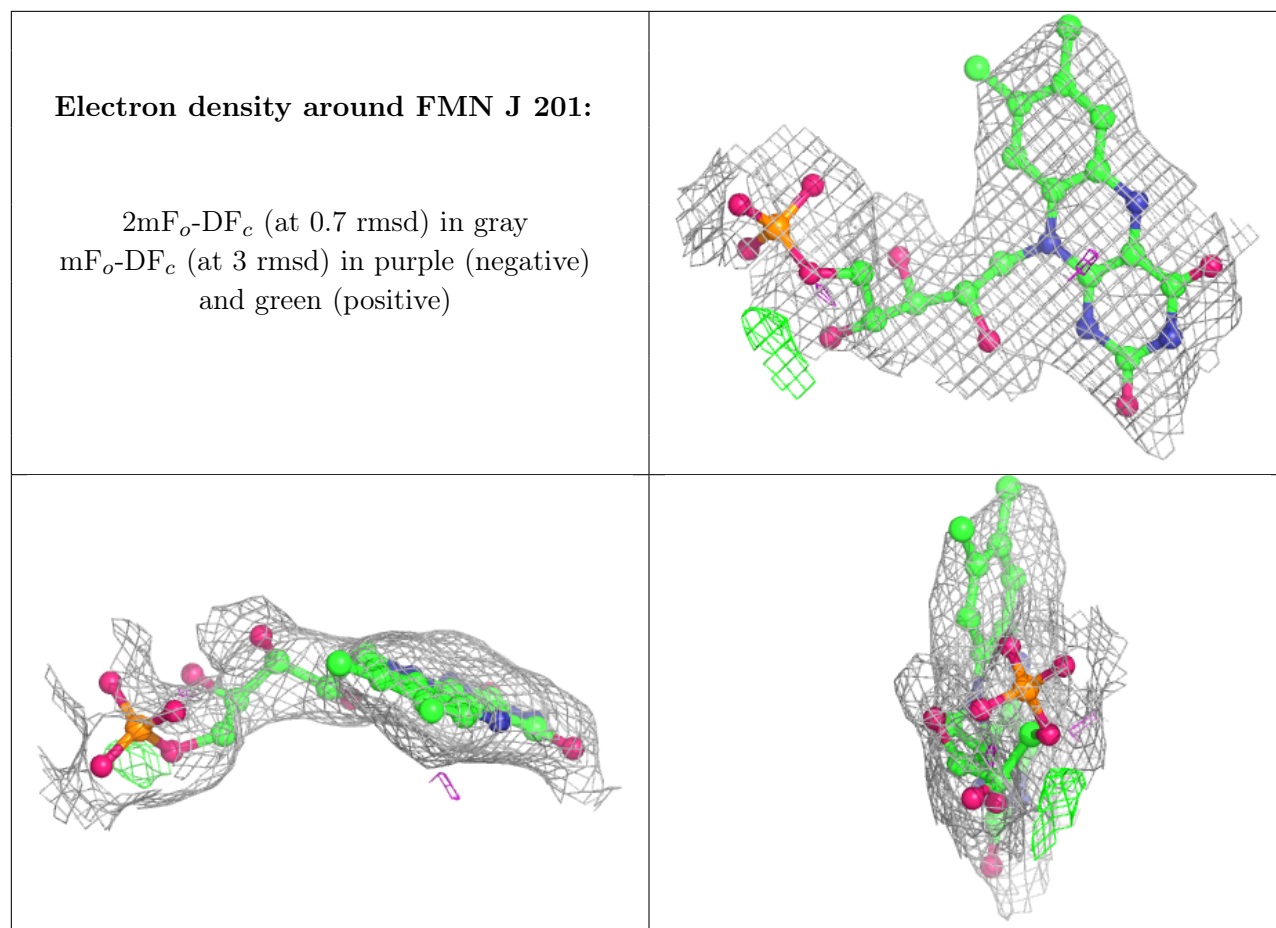 Electron density around FMN J 201:
2mFₒ-DF𝒸 (at 0.7 rmsd) in gray
mFₒ-DF𝒸 (at 3 rmsd) in purple (negative)
and green (positive)